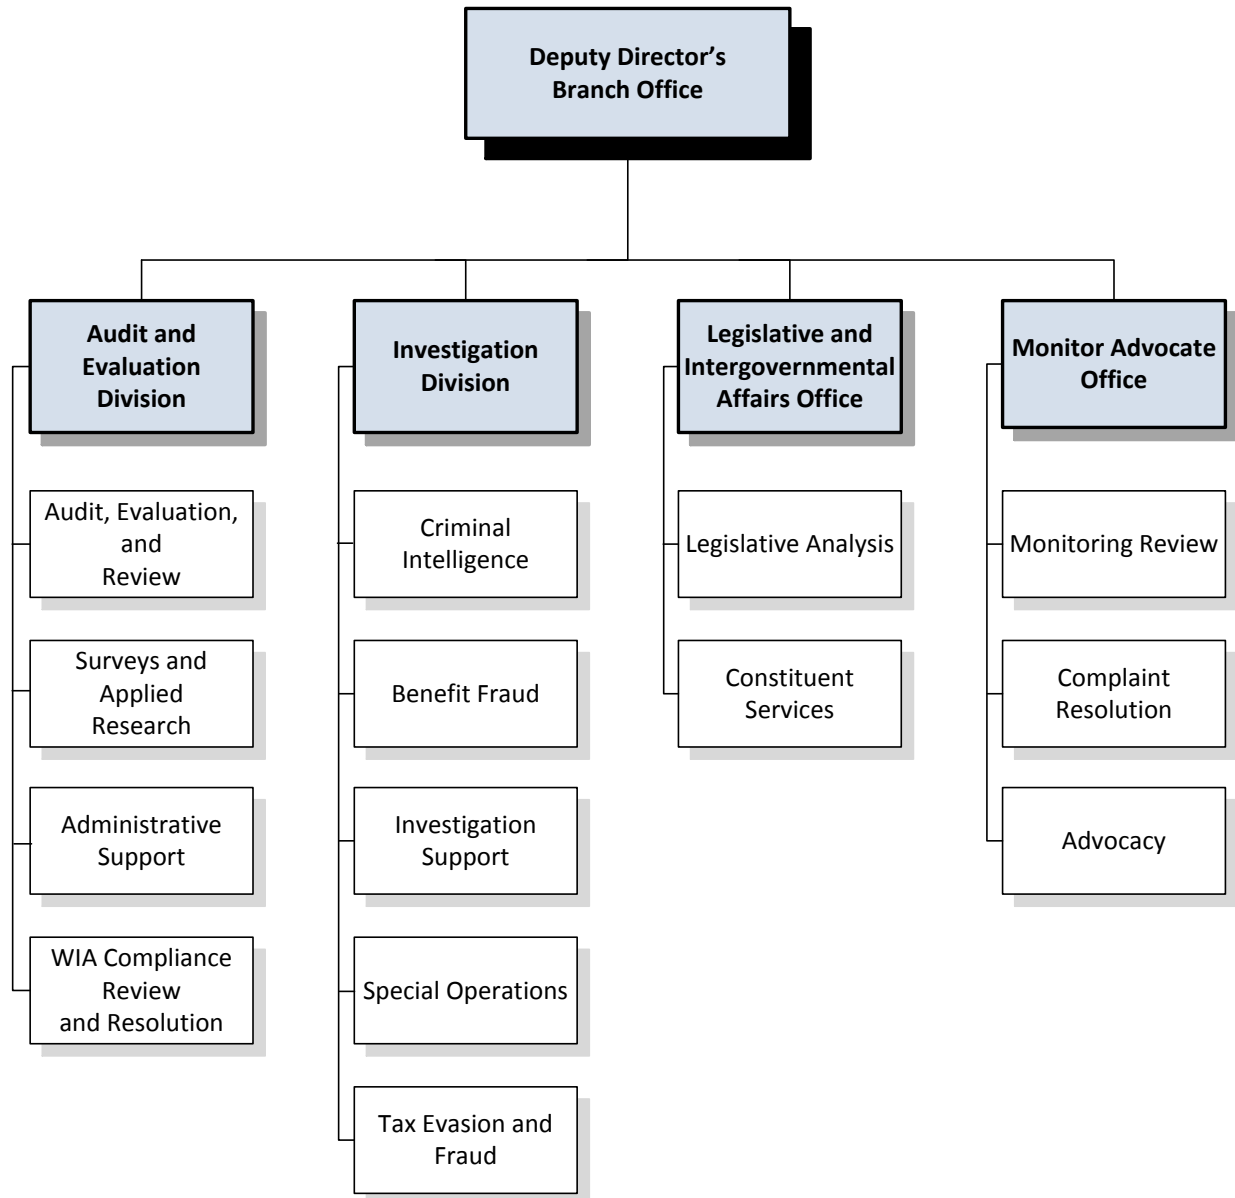 Deputy Director’s
Branch Office
Audit and
Evaluation
Division
Investigation
Division
Legislative and
Intergovernmental
Affairs Office
Monitor Advocate
Office
Audit, Evaluation,
and
Review
Criminal
Intelligence
Legislative Analysis
Monitoring Review
Surveys and
Applied
Research
Benefit Fraud
Constituent
Services
Complaint
Resolution
Administrative
Support
Investigation
Support
Advocacy
WIA Compliance
Review
and Resolution
Special Operations
Tax Evasion and
Fraud